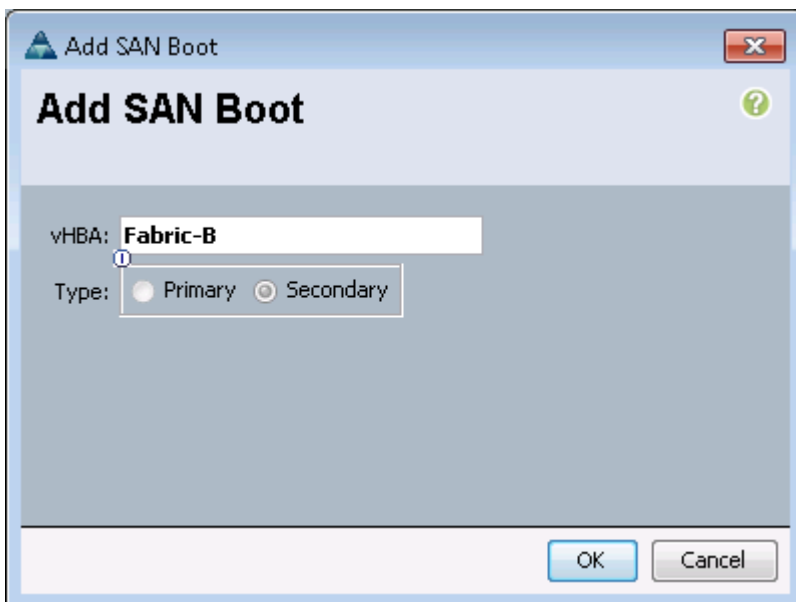 Add SAN Boot
Add SAN Boot
vHBA: Fabric-B
Type: Primary Secondary
OK Cancel